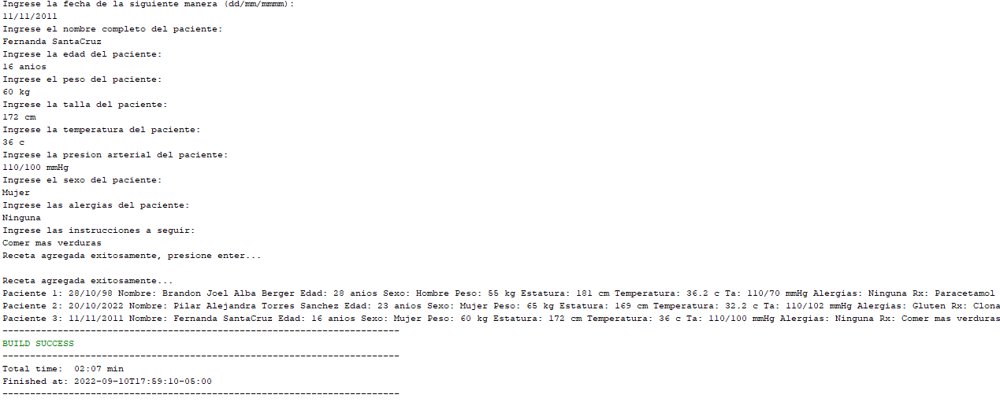 Ingrese la fecha de la siguiente manera (dd/mm/mmmm):
11/11/2011
Ingrese el nombre completo del paciente:
Fernanda SantaCruz
Ingrese la edad del paciente:
16 anios
Ingrese el peso del paciente:
60 kg
Ingrese la talla del paciente:
172 cm
Ingrese la temperatura del paciente:
36 c
Ingrese la presion arterial del paciente:
110/100 mmHg
Ingrese el sexo del paciente:
Mujer
Ingrese las alergias del paciente:
Ninguna
Ingrese las instrucciones a seguir:
Comer mas verduras
Receta agregada exitosamente, presione enter...
Receta agregada exitosamente...
Paciente 1: 28/10/98 Nombre: Brandon Joel Alba Berger Edad: 28 anios Sexo: Hombre Peso: 55 kg Estatura: 181 cm Temperatura: 36.2 c Ta: 110/70 mmHg Alergias: Ninguna Rx: Paracetamol
Paciente 2: 20/10/2022 Nombre: Pilar Alejandra Torres Sanchez Edad: 23 anios Sexo: Mujer Peso: 65 kg Estatura: 169 cm Temperatura: 32.2 c Ta: 110/102 mmHg Alergias: Gluten Rx: Clona
Paciente 3: 11/11/2011 Nombre: Fernanda SantaCruz Edad: 16 anios Sexo: Mujer Peso: 60 kg Estatura: 172 cm Temperatura: 36 c Ta: 110/100 mmHg Alergias: Ninguna Rx: Comer mas verduras
------------------------------------------------------------------------
BUILD SUCCESS
------------------------------------------------------------------------
Total time:  02:07 min
Finished at: 2022-09-10T17:59:10-05:00
------------------------------------------------------------------------